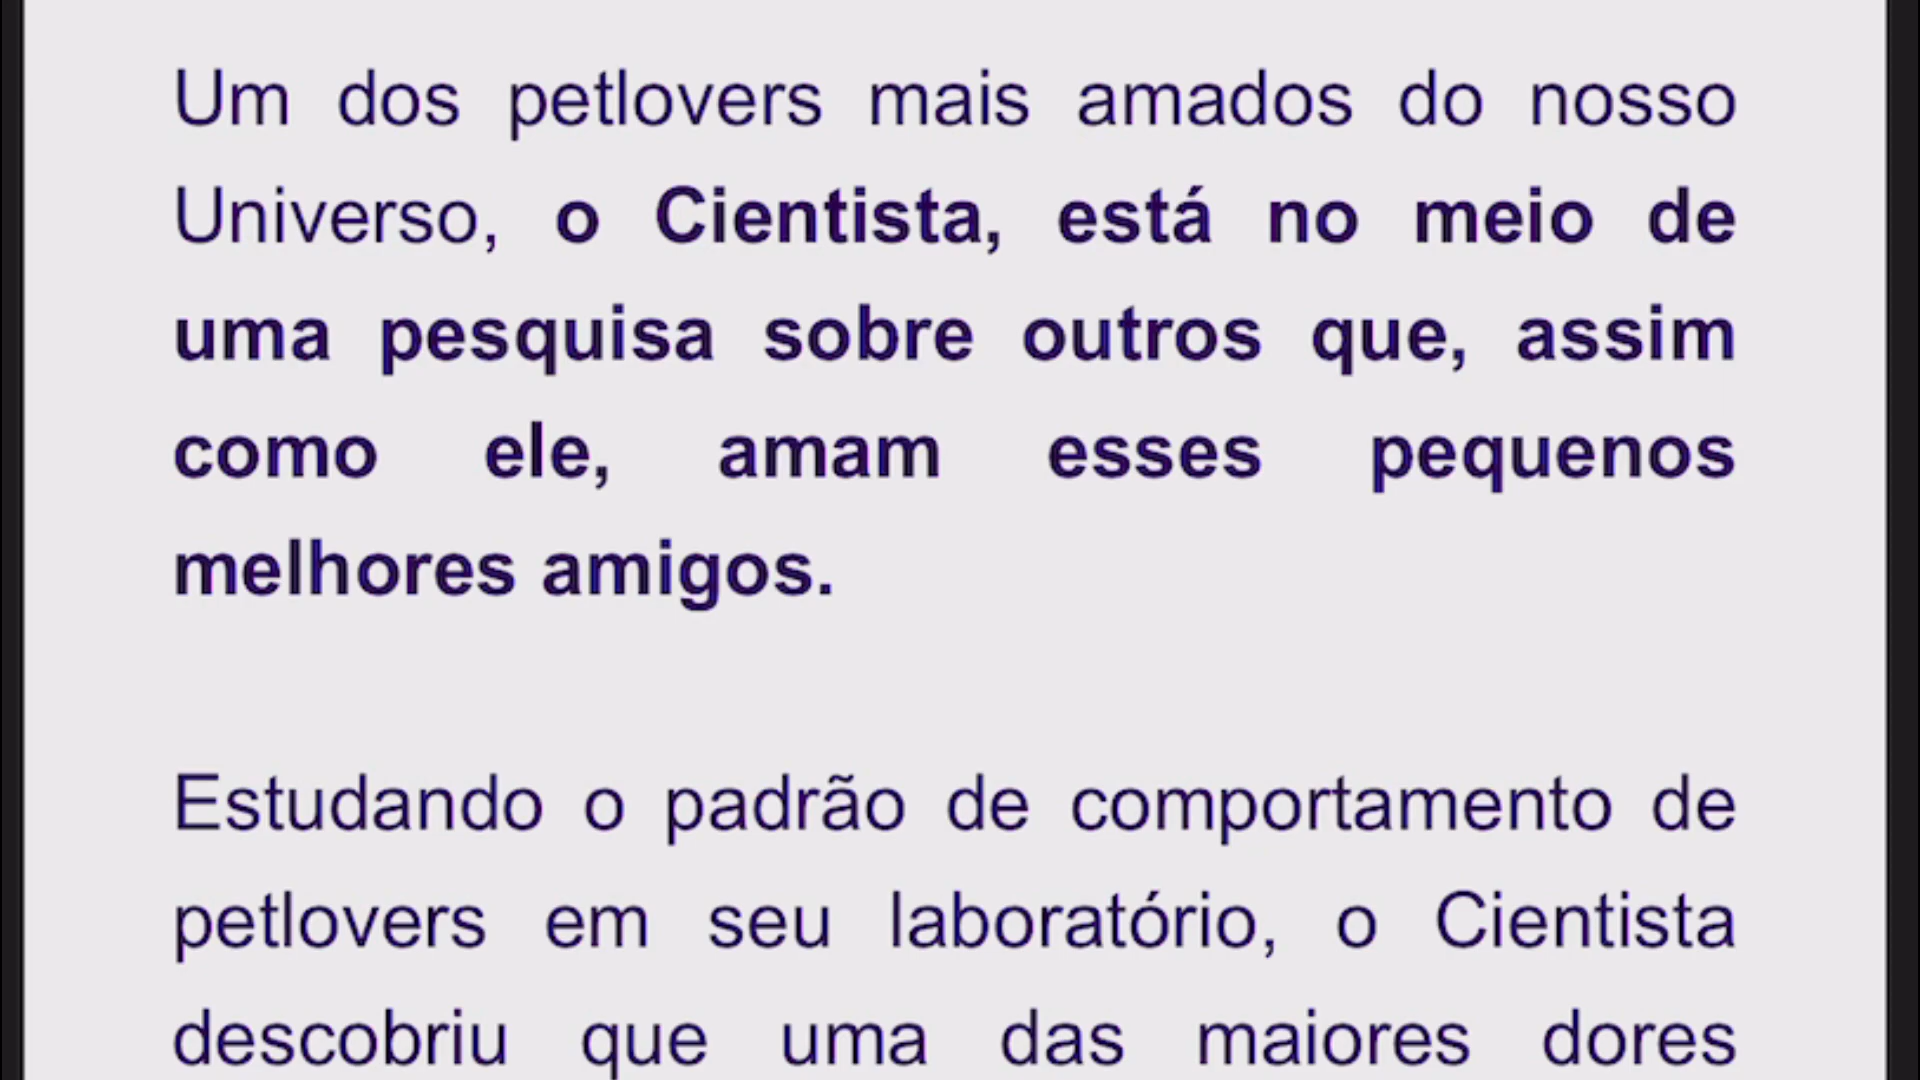 Um dos petlovers mais amados do nosso
Universo, o Cientista, está no meio de
uma pesquisa sobre outros que, assim
como ele, amam esses pequenos
melhores amigos.
Estudando o padrão de comportamento de
petlovers em seu laboratório, o Cientista
descobriu que uma das maiores dores